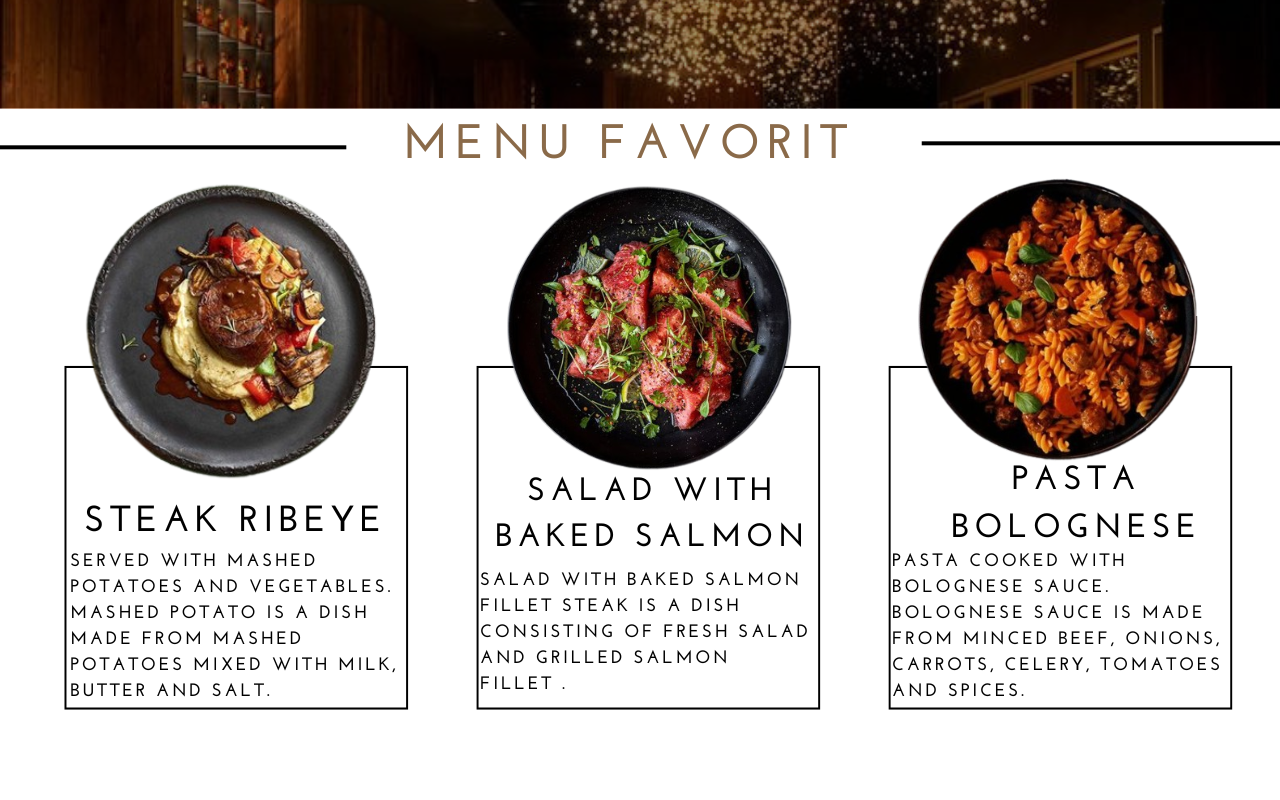 MENU FAVORIT
STEAK RIBEYE
SERVED WITH MASHED
POTATOES AND VEGETABLES.
MASHED POTATO IS A DISH
MADE FROM MASHED
POTATOES MIXED WITH MILK,
BUTTER AND SALT.
SALAD WITH
BAKED SALMON
SALAD WITH BAKED SALMON
FILLET STEAK IS A DISH
CONSISTING OF FRESH SALAD
AND GRILLED SALMON
FILLET .
PASTA
BOLOGNESE
PASTA COOKED WITH
BOLOGNESE SAUCE.
BOLOGNESE SAUCE IS MADE
FROM MINCED BEEF, ONIONS,
CARROTS, CELERY, TOMATOES
AND SPICES.